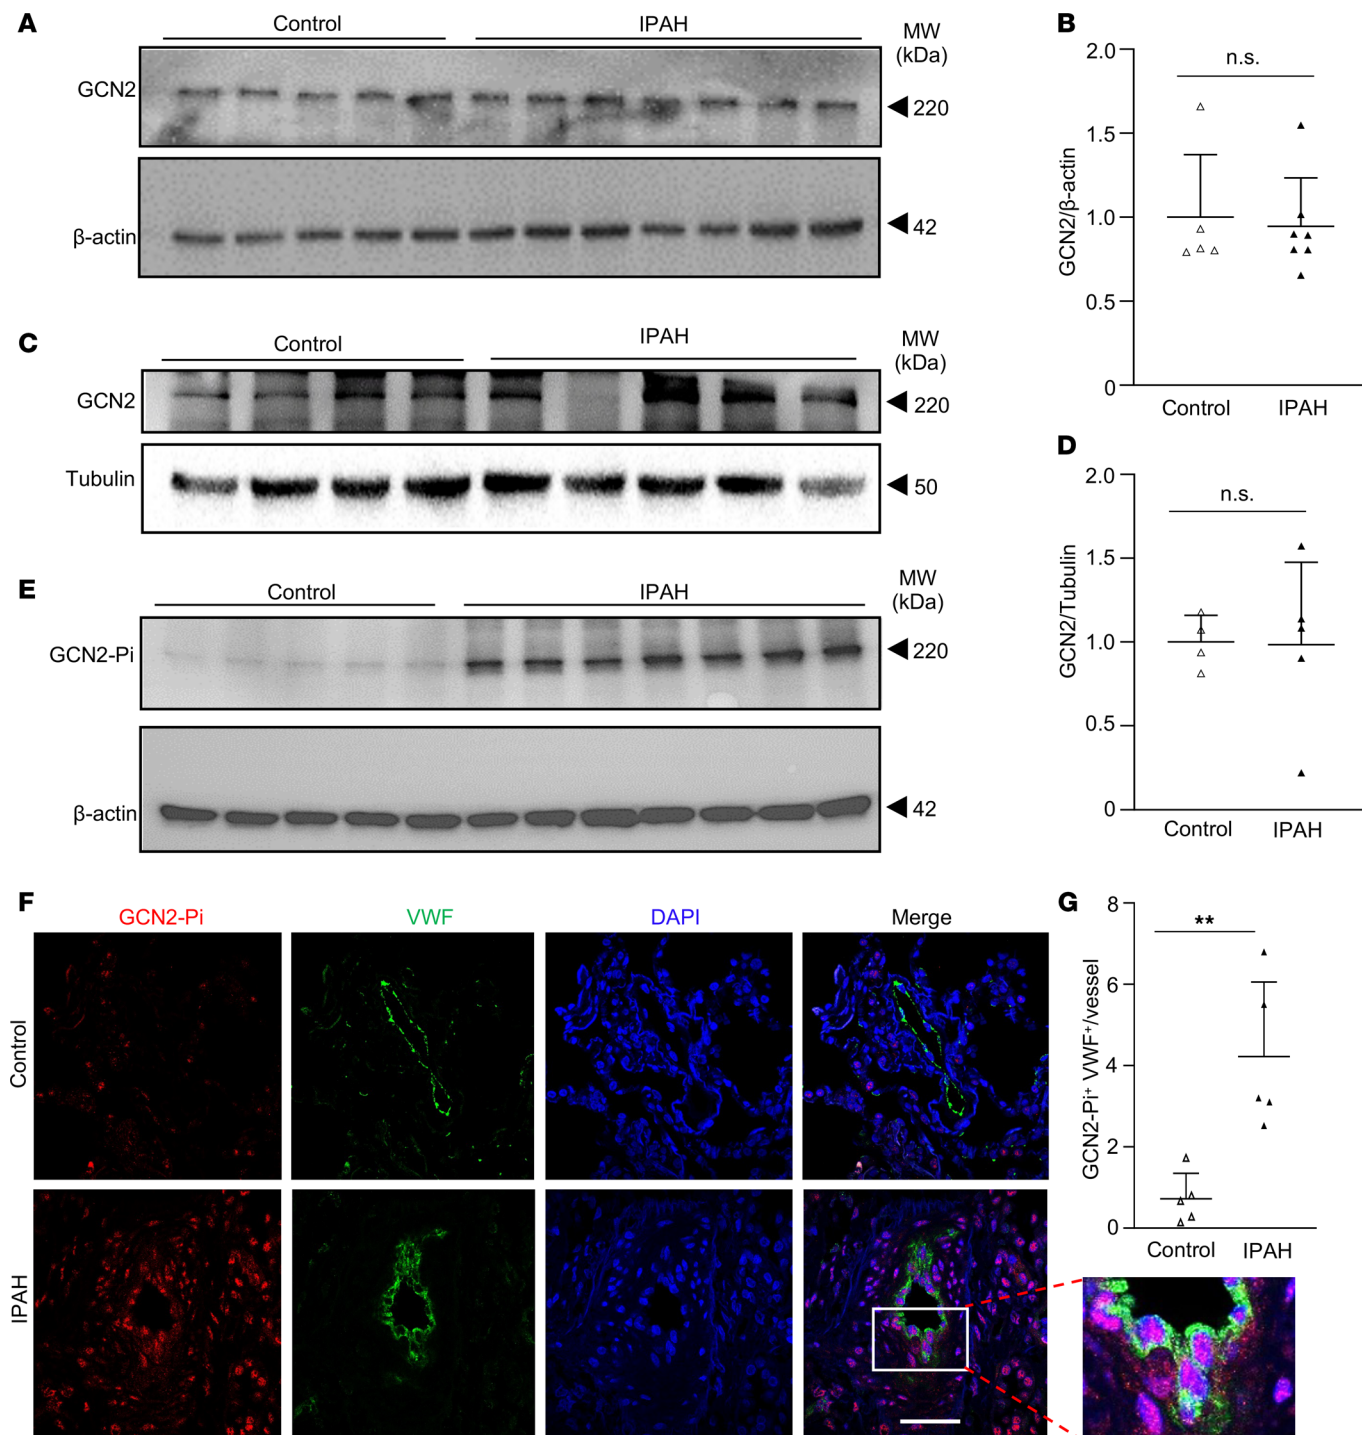 A
Control
IPAH
MW
(kDa)
GCN2
220
β-actin
42
B
2.0
1.5
1.0
0.5
0
GCN2/β-actin
n.s.
Control
IPAH
C
Control
IPAH
MW
(kDa)
GCN2
220
Tubulin
50
D
2.0
1.5
1.0
0.5
0
GCN2/Tubulin
n.s.
Control
IPAH
E
Control
IPAH
MW
(kDa)
GCN2-Pi
220
β-actin
42
F
GCN2-Pi
VWF
DAPI
Merge
Control
IPAH
G
8
6
4
2
0
GCN2-Pi⁺ VWF⁺/vessel
**
Control
IPAH